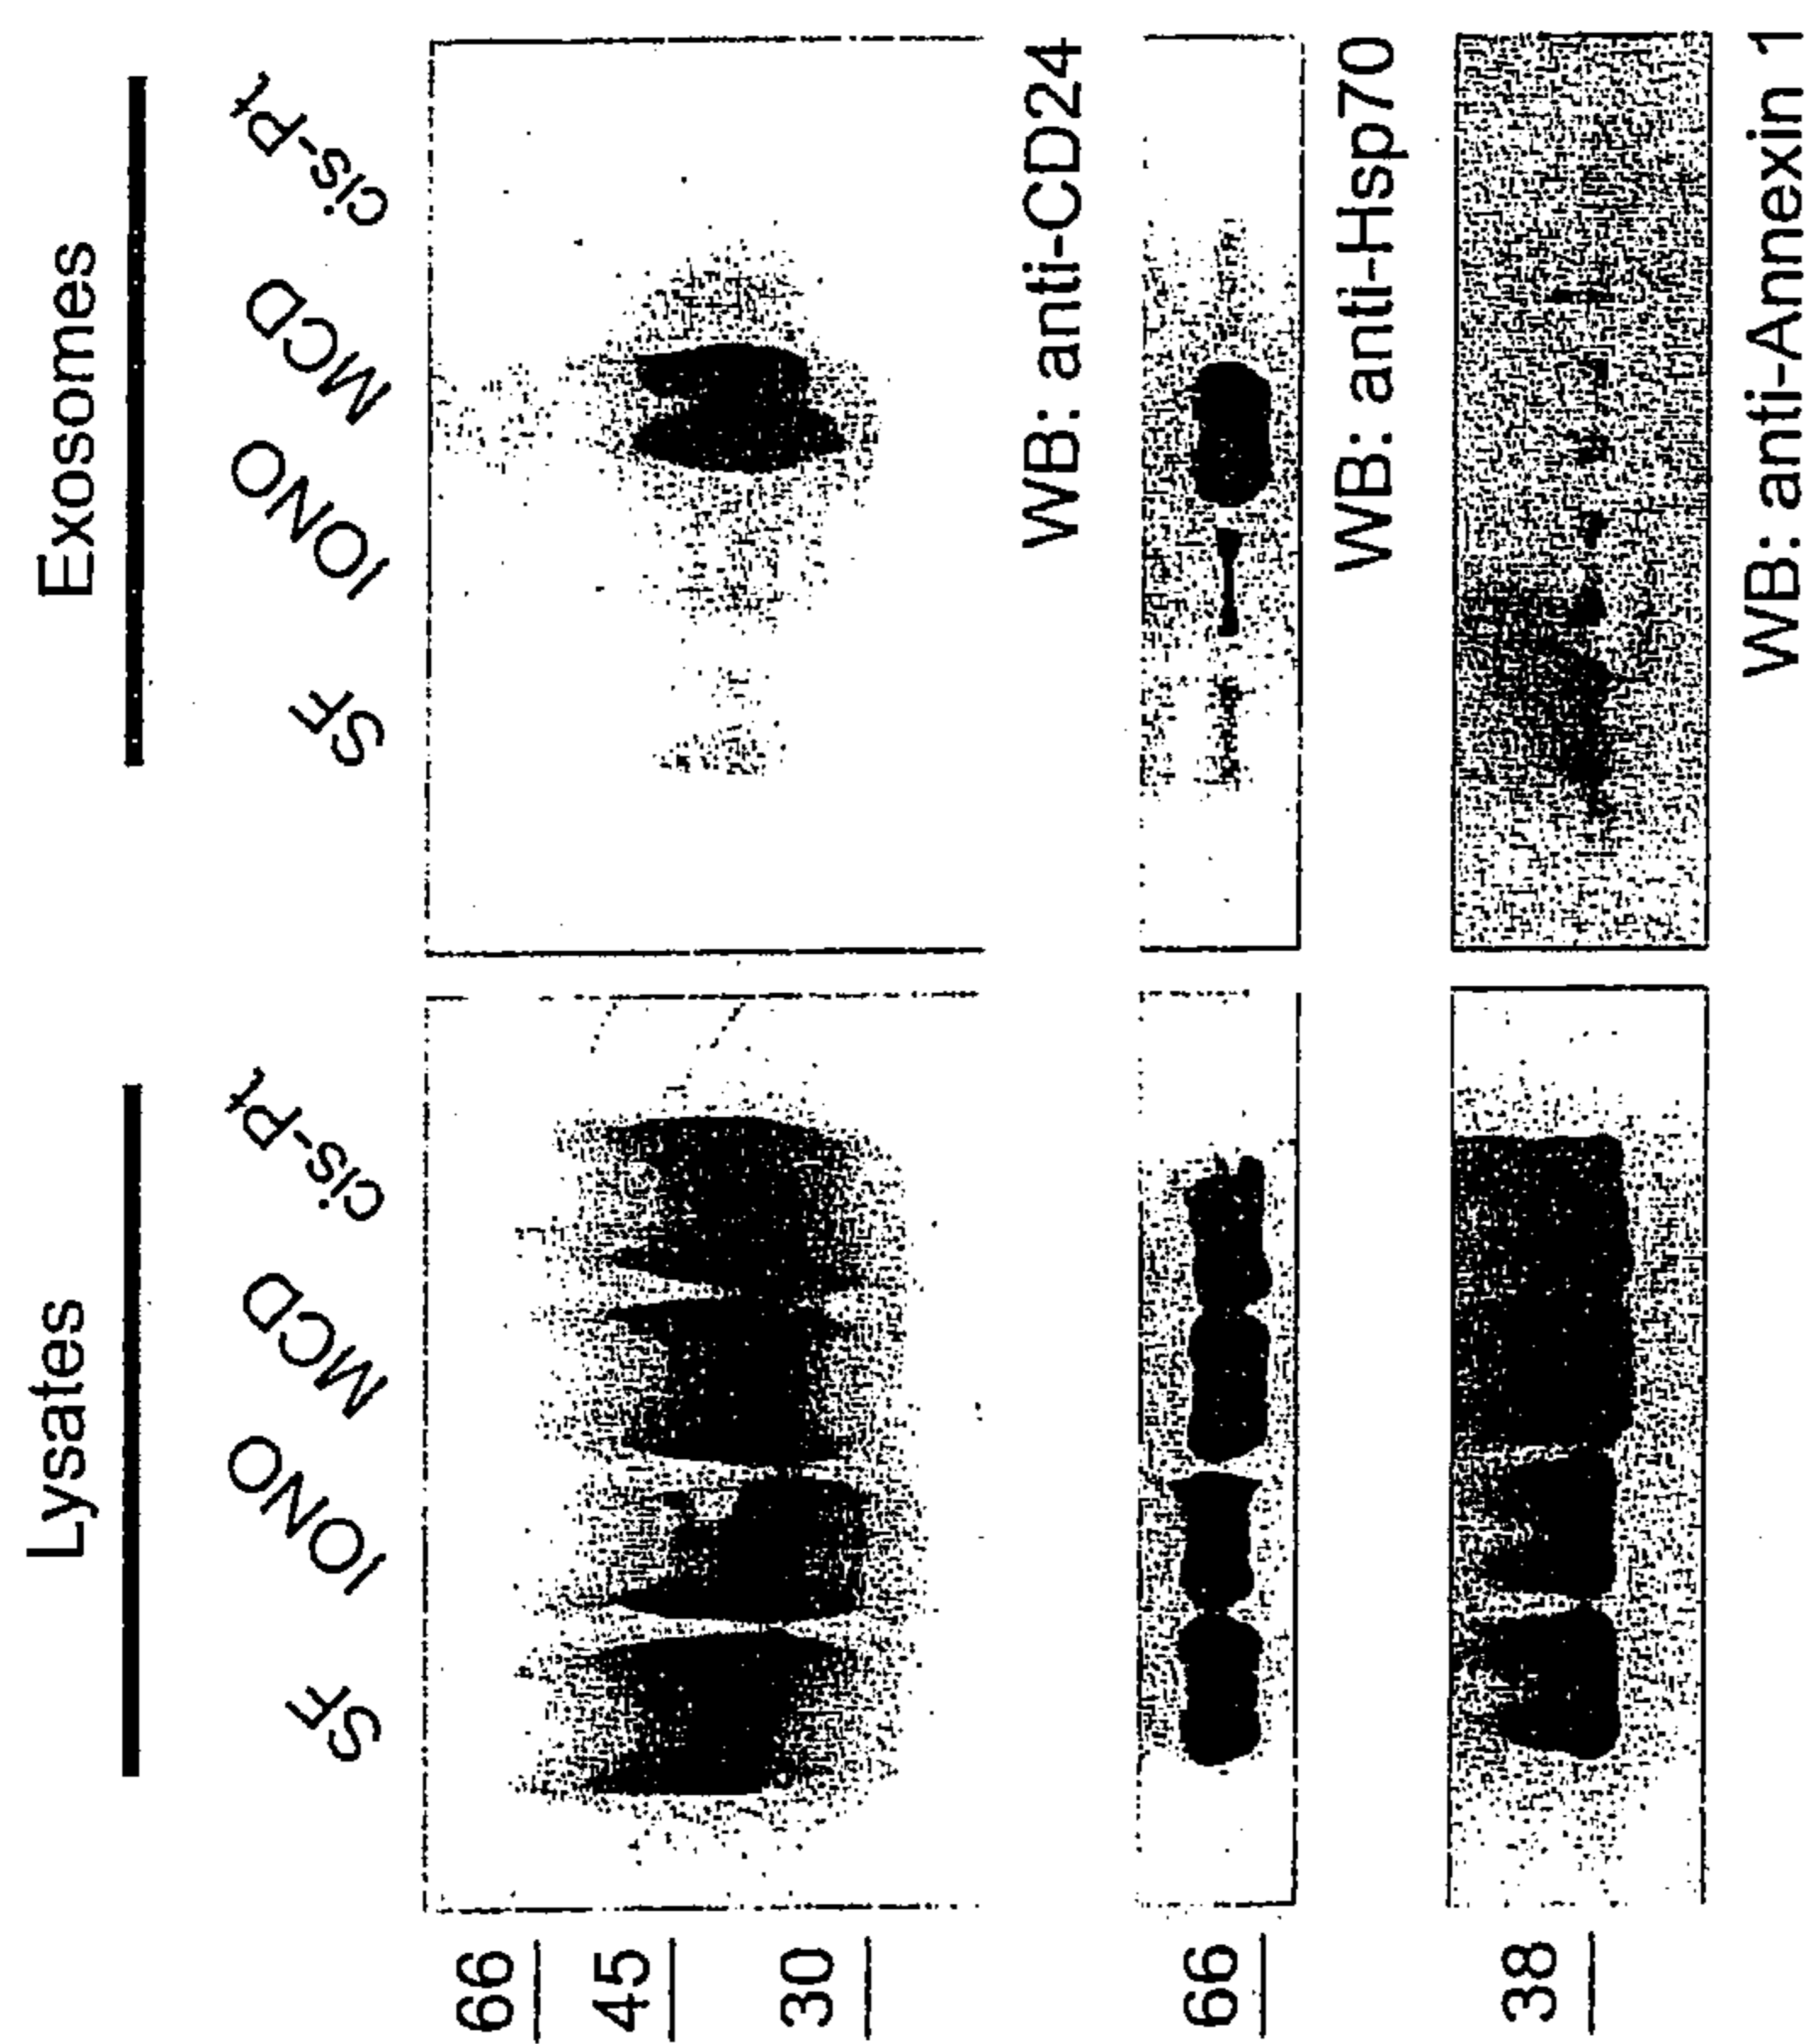 Lysates Exosomes
SF IONO MCD cis-Pt SF IONO MCD cis-Pt
66
45
30
WB: anti-CD24
66
WB: anti-Hsp70
38
WB: anti-Annexin 1